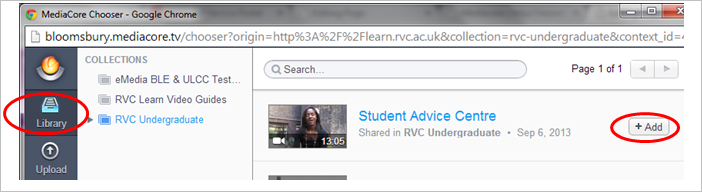 MediaCore Chooser - Google Chrome
bloomsbury.mediacore.tv/chooser?origin=http%3A%2F%2Flearn.rvc.ac.uk&collection=rvc-undergraduate&context_id=4
COLLECTIONS
eMedia BLE & ULCC Test...
RVC Learn Video Guides
RVC Undergraduate
Library
Upload
Search...
Page 1 of 1
13:05
Student Advice Centre
Shared in RVC Undergraduate • Sep 6, 2013
+ Add